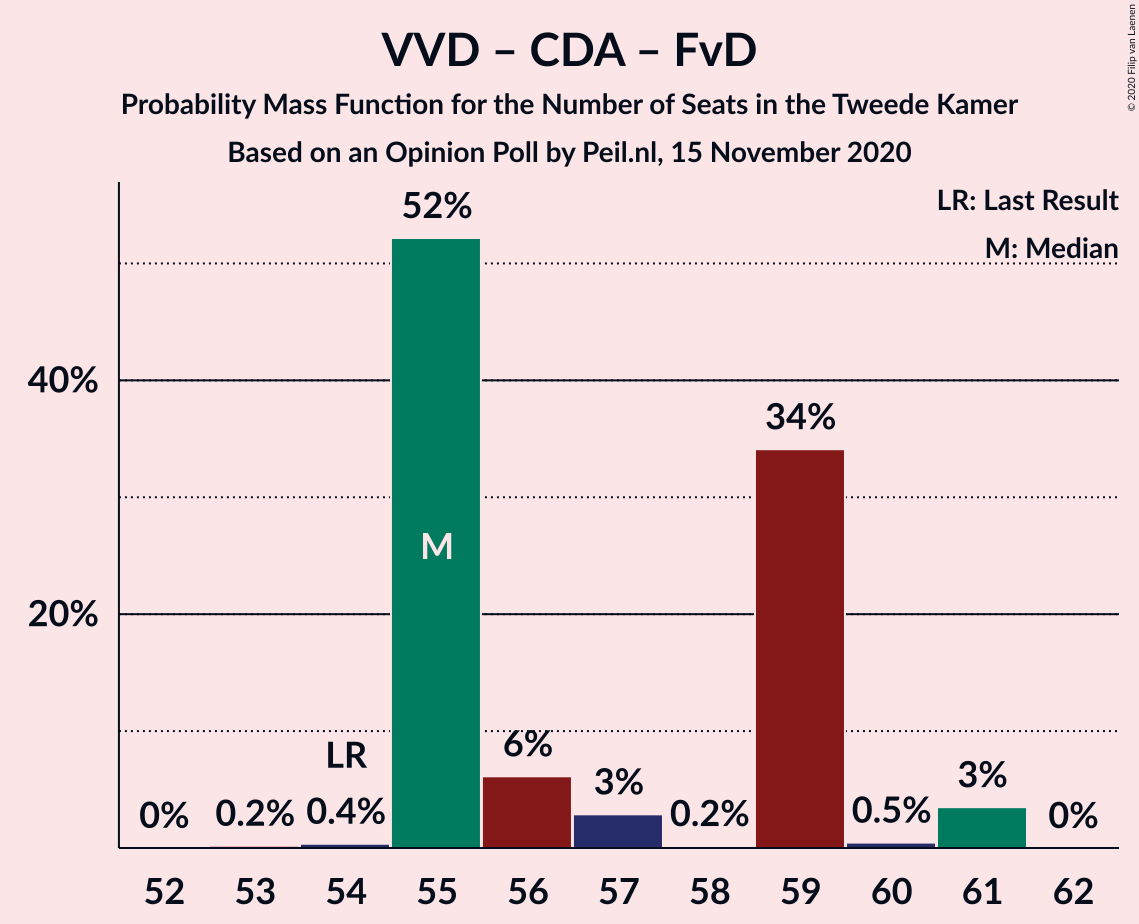 VVD – CDA – FvD
Probability Mass Function for the Number of Seats in the Tweede Kamer
Based on an Opinion Poll by Peil.nl, 15 November 2020
© 2020 Filip van Laenen
LR: Last Result
M: Median
40%
20%
0%
0.2%
LR
0.4%
52%
M
6%
3%
0.2%
34%
0.5%
3%
0%
52 53 54 55 56 57 58 59 60 61 62